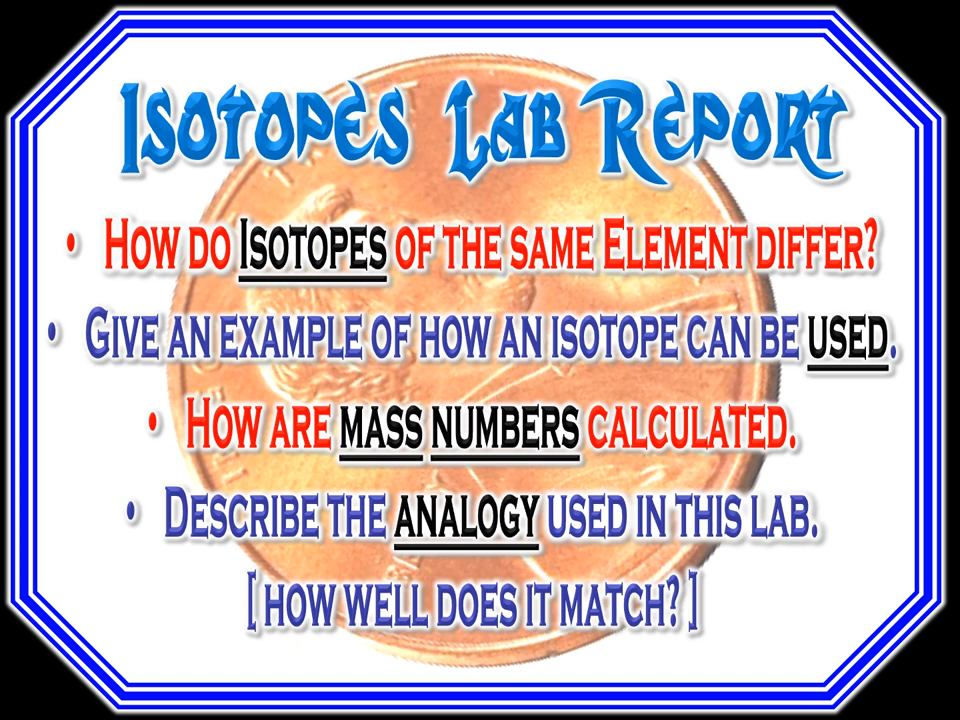 Isotopes Lab Report
• How do Isotopes of the same Element differ?
• Give an example of how an isotope can be used.
• How are mass numbers calculated.
• Describe the analogy used in this lab.
[ how well does it match? ]